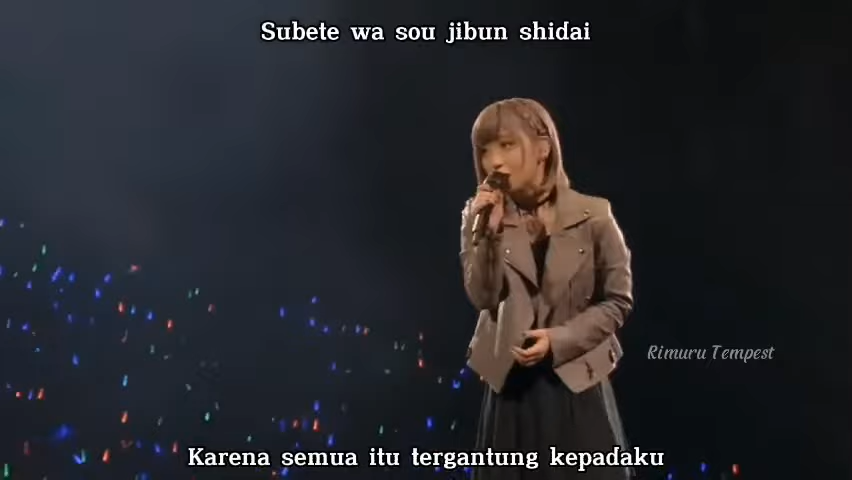 Subete wa sou jibun shidai
Rimuru Tempest
Karena semua itu tergantung kepadaku